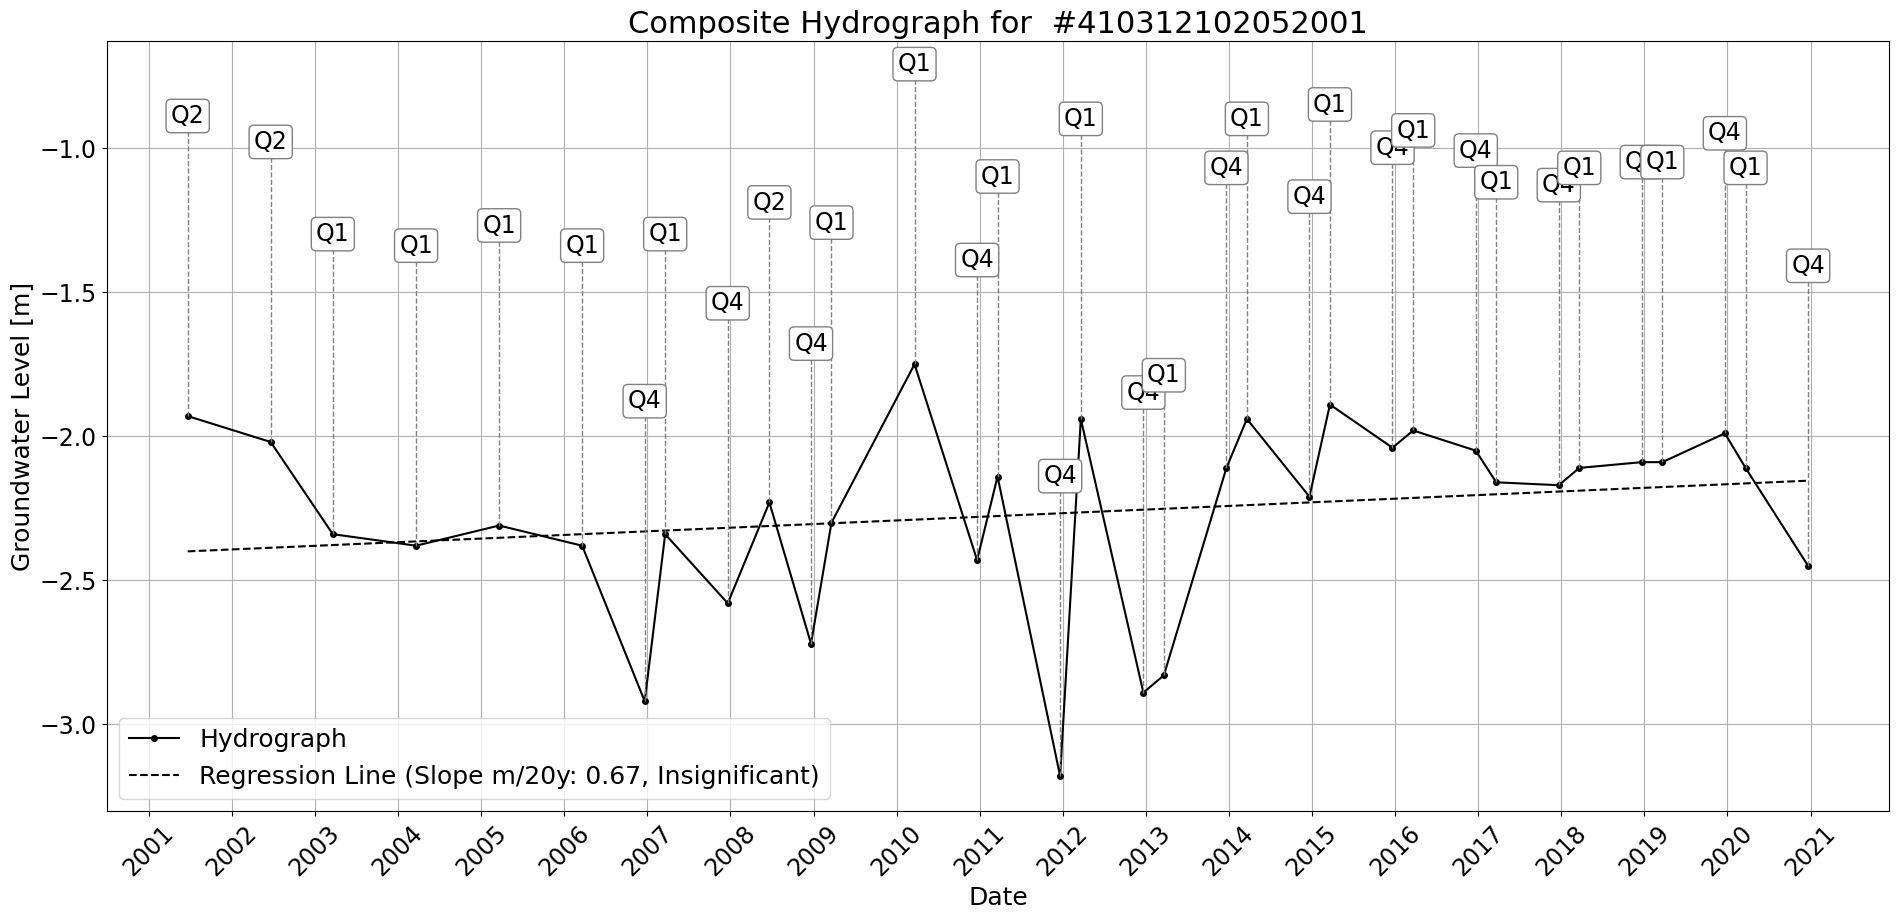 Composite Hydrograph for  #410312102052001
Q2
Q2
Q1
Q1
Q1
Q1
Q4
Q1
Q4
Q2
Q4
Q1
Q1
Q4
Q1
Q4
Q1
Q4
Q1
Q4
Q1
Q4
Q1
Q4
Q1
Q4
Q1
Q4
Q1
Q1
Q4
Q1
Q4
Groundwater Level [m]
−1.0
−1.5
−2.0
−2.5
−3.0
Hydrograph
Regression Line (Slope m/20y: 0.67, Insignificant)
2001
2002
2003
2004
2005
2006
2007
2008
2009
2010
2011
2012
2013
2014
2015
2016
2017
2018
2019
2020
2021
Date